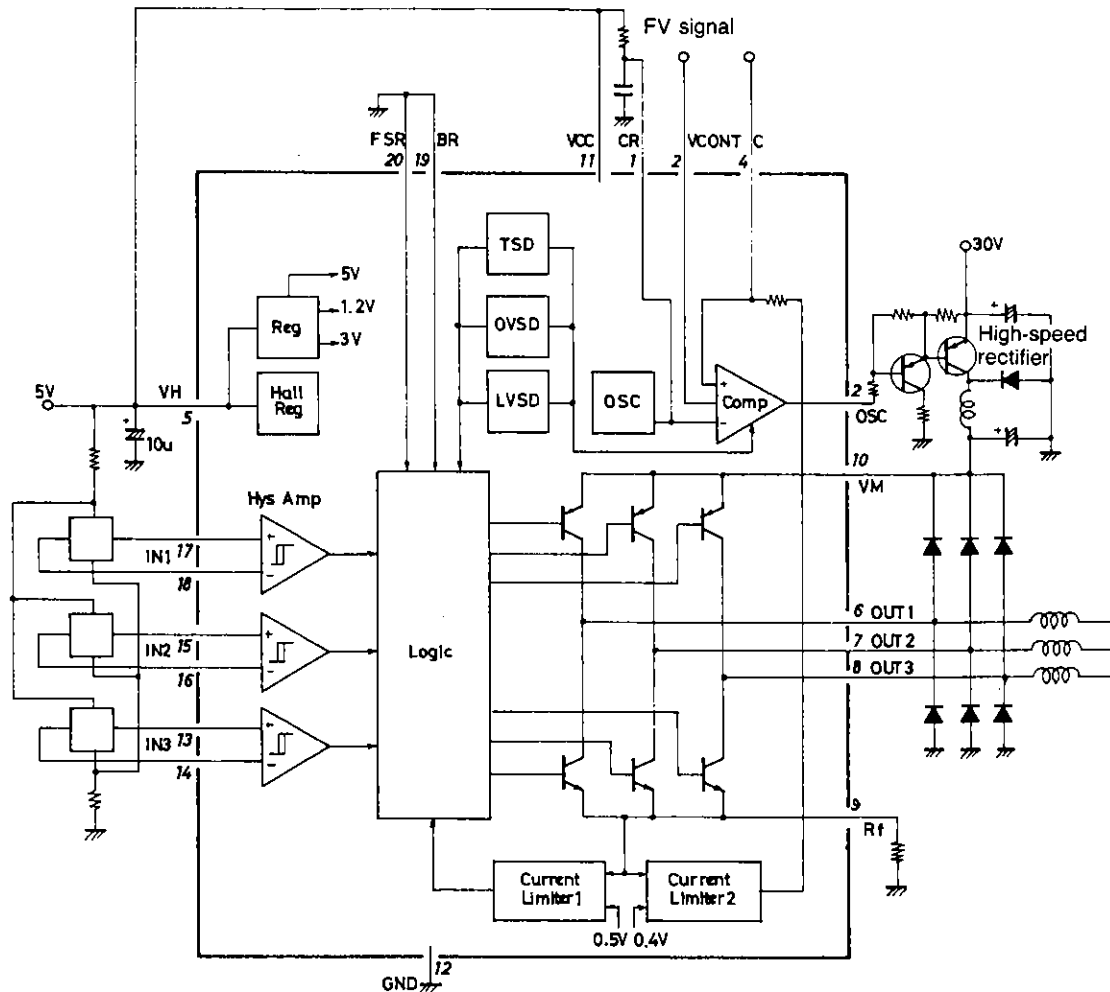 FV signal
FSR BR VCC CR VCONT C
20 19 11 1 2 4
TSD
30V
5V
1.2V
Reg
3V
OVSD
High-speed
rectifier
5V
VH
5
Hall
Reg
LVSD
OSC
+
Comp
-
2
OSC
+
10u
10
VM
Hys Amp
IN1 17
18
+
-
6 OUT1
IN2 15
16
+
-
Logic
7 OUT2
8 OUT3
IN3 13
14
+
-
9
Rf
Current
Limiter1
Current
Limiter2
0.5V 0.4V
12
GND